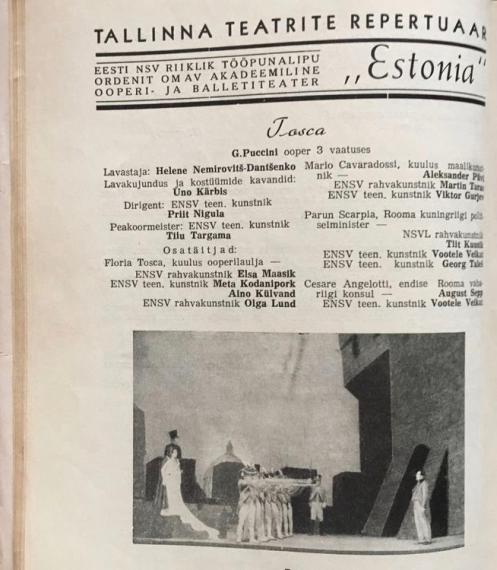 TALLINNA TEATRITE REPERTUAAR
EESTI NSV RIIKLIK TÖÖPUNALIPU
ORDENIT OMAV AKADEEMILINE
OOPERI- JA BALLETITEATER
„Estonia"
Tosca
G.Puccini ooper 3 vaatuses
Lavastaja: Helene Nemirovitš-Dantšenko
Lavakujundus ja kostüümide kavandid:
Uno Kärbis
Dirigent: ENSV teen. kunstnik
Priit Nigula
Peakoormeister: ENSV teen. kunstnik
Tiiu Targama
Osatäitjad:
Floria Tosca, kuulus ooperilaulja —
ENSV rahvakunstnik Elsa Maasik
ENSV teen. kunstnik Meta Kodanipork
Aino Külvand
ENSV rahvakunstnik Olga Lund
Mario Cavaradossi, kuulus
nik — Aleksander
ENSV rahvakunstnik Martin
ENSV teen. kunstnik Viktor
Parun Scarpia, Rooma kuningriigi
selminister —
NSVL
Tiit
ENSV teen. kunstnik Vootele
ENSV teen. kunstnik Georg
Cesare Angelotti, endise Rooma
riigi konsul — August Sepp
ENSV teen. kunstnik Vootele